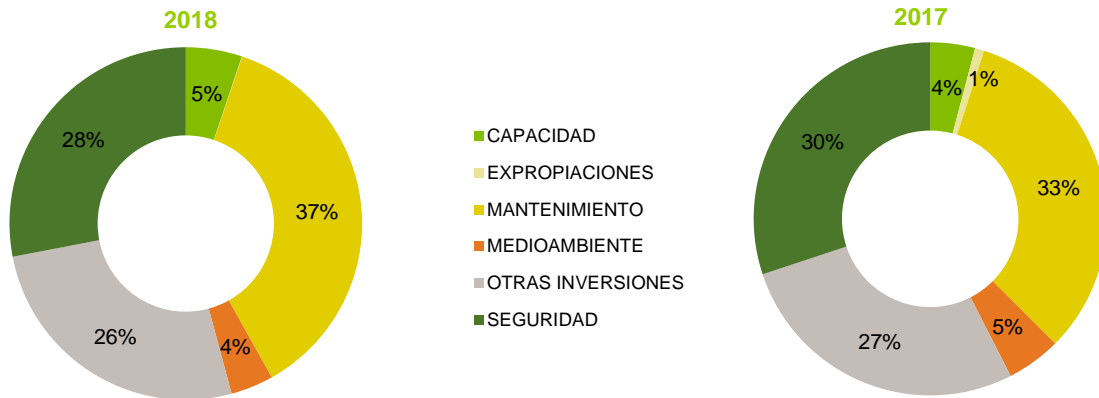 2018
5%
37%
4%
26%
28%
CAPACIDAD
EXPROPIACIONES
MANTENIMIENTO
MEDIOAMBIENTE
OTRAS INVERSIONES
SEGURIDAD
2017
4%
1%
33%
5%
27%
30%